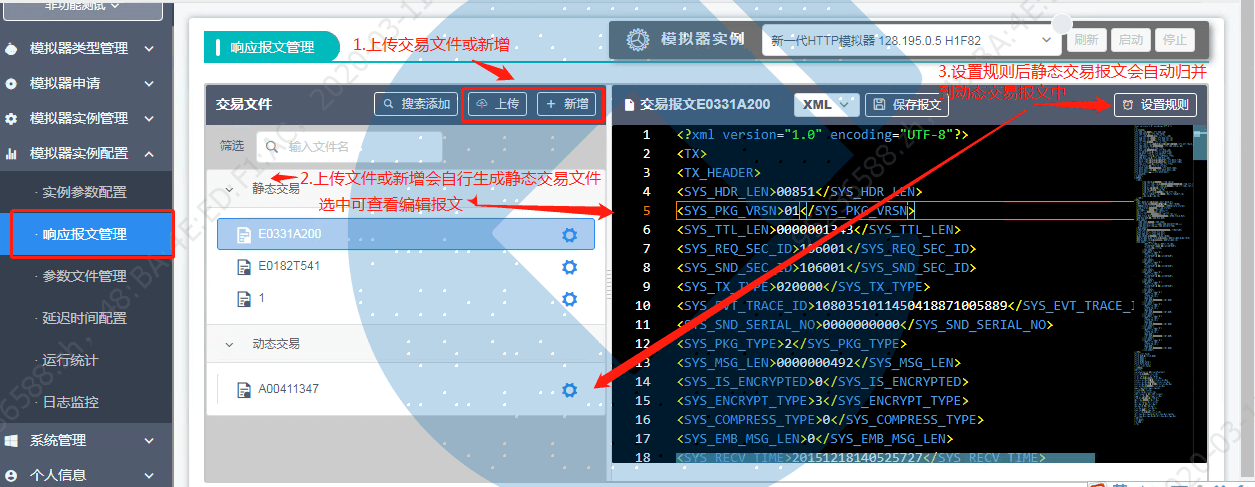 非功能测试
模拟器类型管理
模拟器申请
模拟器实例管理
模拟器实例配置
· 实例参数配置
· 响应报文管理
· 参数文件管理
· 延迟时间配置
· 运行统计
· 日志监控
系统管理
个人信息
响应报文管理
1.上传交易文件或新增
模拟器实例
新一代HTTP模拟器 128.195.0.5 H1F82
刷新
启动
停止
3.设置规则后静态交易报文会自动归并
到动态交易报文中
交易文件
搜索添加
上传
新增
筛选
输入文件名
静态交易
2.上传文件或新增会自行生成静态交易文件
选中可查看编辑报文
E0331A200
E0182T541
1
动态交易
A00411347
交易报文E0331A200
XML
保存报文
设置规则
1 <?xml version="1.0" encoding="UTF-8"?>
2 <TX>
3 <TX_HEADER>
4 <SYS_HDR_LEN>00851</SYS_HDR_LEN>
5 <SYS_PKG_VRSN>01</SYS_PKG_VRSN>
6 <SYS_TTL_LEN>0000001343</SYS_TTL_LEN>
7 <SYS_REQ_SEC_ID>106001</SYS_REQ_SEC_ID>
8 <SYS_SND_SEC_ID>106001</SYS_SND_SEC_ID>
9 <SYS_TX_TYPE>020000</SYS_TX_TYPE>
10 <SYS_EVT_TRACE_ID>1080351011450418871005889</SYS_EVT_TRACE_I
11 <SYS_SND_SERIAL_NO>0000000000</SYS_SND_SERIAL_NO>
12 <SYS_PKG_TYPE>2</SYS_PKG_TYPE>
13 <SYS_MSG_LEN>0000000492</SYS_MSG_LEN>
14 <SYS_IS_ENCRYPTED>0</SYS_IS_ENCRYPTED>
15 <SYS_ENCRYPT_TYPE>3</SYS_ENCRYPT_TYPE>
16 <SYS_COMPRESS_TYPE>0</SYS_COMPRESS_TYPE>
17 <SYS_EMB_MSG_LEN>0</SYS_EMB_MSG_LEN>
18 <SYS_RECV_TIME>20151218140525727</SYS_RECV_TIME>